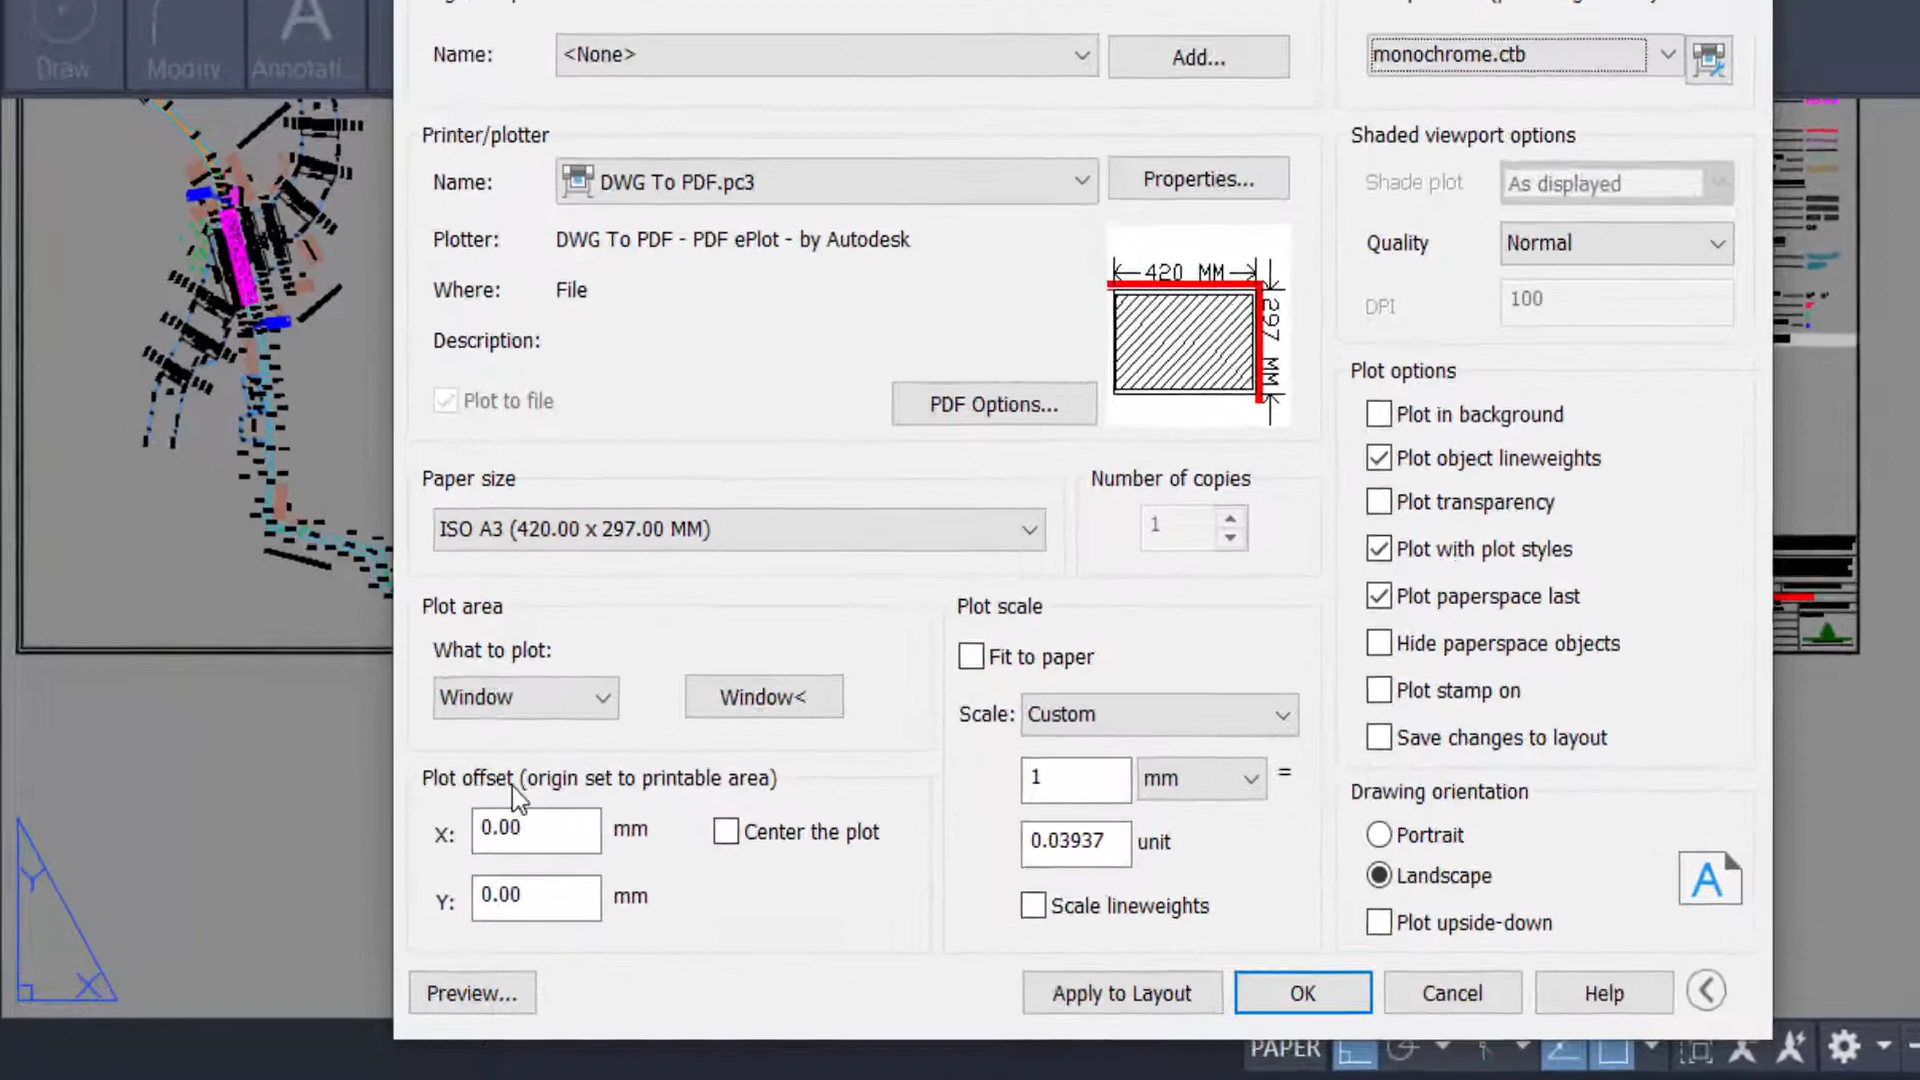 Draw
Modify
Annotati...
Name:
<None>
Add...
monochrome.ctb
Printer/plotter
Name:
DWG To PDF.pc3
Properties...
Plotter:
DWG To PDF - PDF ePlot - by Autodesk
Where:
File
Description:
Plot to file
PDF Options...
420 MM
297 MM
Shaded viewport options
Shade plot
As displayed
Quality
Normal
DPI
100
Paper size
ISO A3 (420.00 x 297.00 MM)
Number of copies
1
Plot options
Plot in background
Plot object lineweights
Plot transparency
Plot with plot styles
Plot paperspace last
Hide paperspace objects
Plot stamp on
Save changes to layout
Plot area
What to plot:
Window
Window<
Plot scale
Fit to paper
Scale:
Custom
1
mm
=
0.03937
unit
Scale lineweights
Plot offset (origin set to printable area)
X:
0.00
mm
Center the plot
Y:
0.00
mm
Drawing orientation
Portrait
Landscape
Plot upside-down
A
Preview...
Apply to Layout
OK
Cancel
Help
Y
X
PAPER